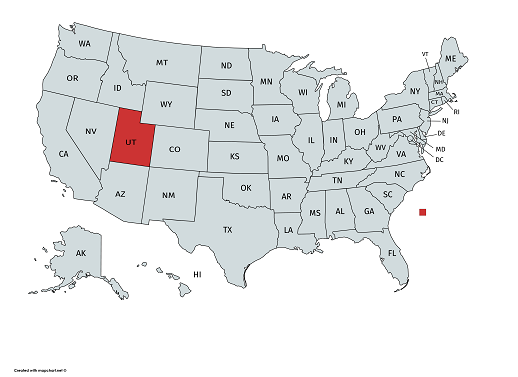 WA
MT
ND
MN
ME
VT
NH
OR
ID
SD
WI
MI
NY
MA
CT
RI
WY
IA
NE
PA
NJ
NV
UT
CO
IL
IN
OH
DE
MD
DC
WV
VA
KS
MO
KY
CA
AZ
NM
OK
AR
TN
NC
SC
TX
LA
MS
AL
GA
FL
AK
HI
Created with mapchart.net ©